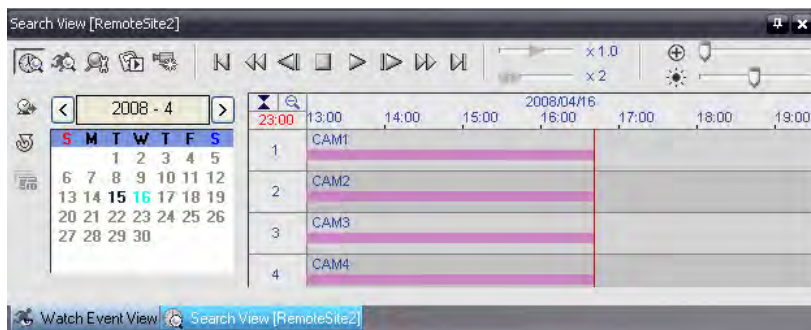 Search View [RemoteSite2]
x 1.0
x 2
2008 - 4
2008/04/16
23:00 13:00 14:00 15:00 16:00 17:00 18:00 19:00
S M T W T F S
1 2 3 4 5
6 7 8 9 10 11 12
13 14 15 16 17 18 19
20 21 22 23 24 25 26
27 28 29 30
1 CAM1
2 CAM2
3 CAM3
4 CAM4
Watch Event View Search View [RemoteSite2]